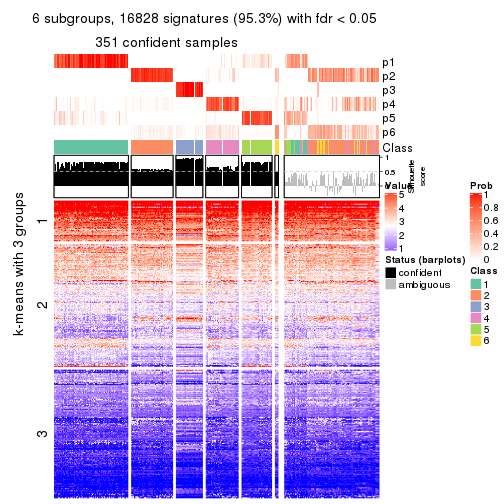 6 subgroups, 16828 signatures (95.3%) with fdr < 0.05
351 confident samples
p1
p2
p3
p4
p5
p6
Class
1
0.5
0
Silhouette
score
k-means with 3 groups
1
2
3
Value
5
4
3
2
1
Status (barplots)
confident
ambiguous
Prob
1
0.8
0.6
0.4
0.2
0
Class
1
2
3
4
5
6